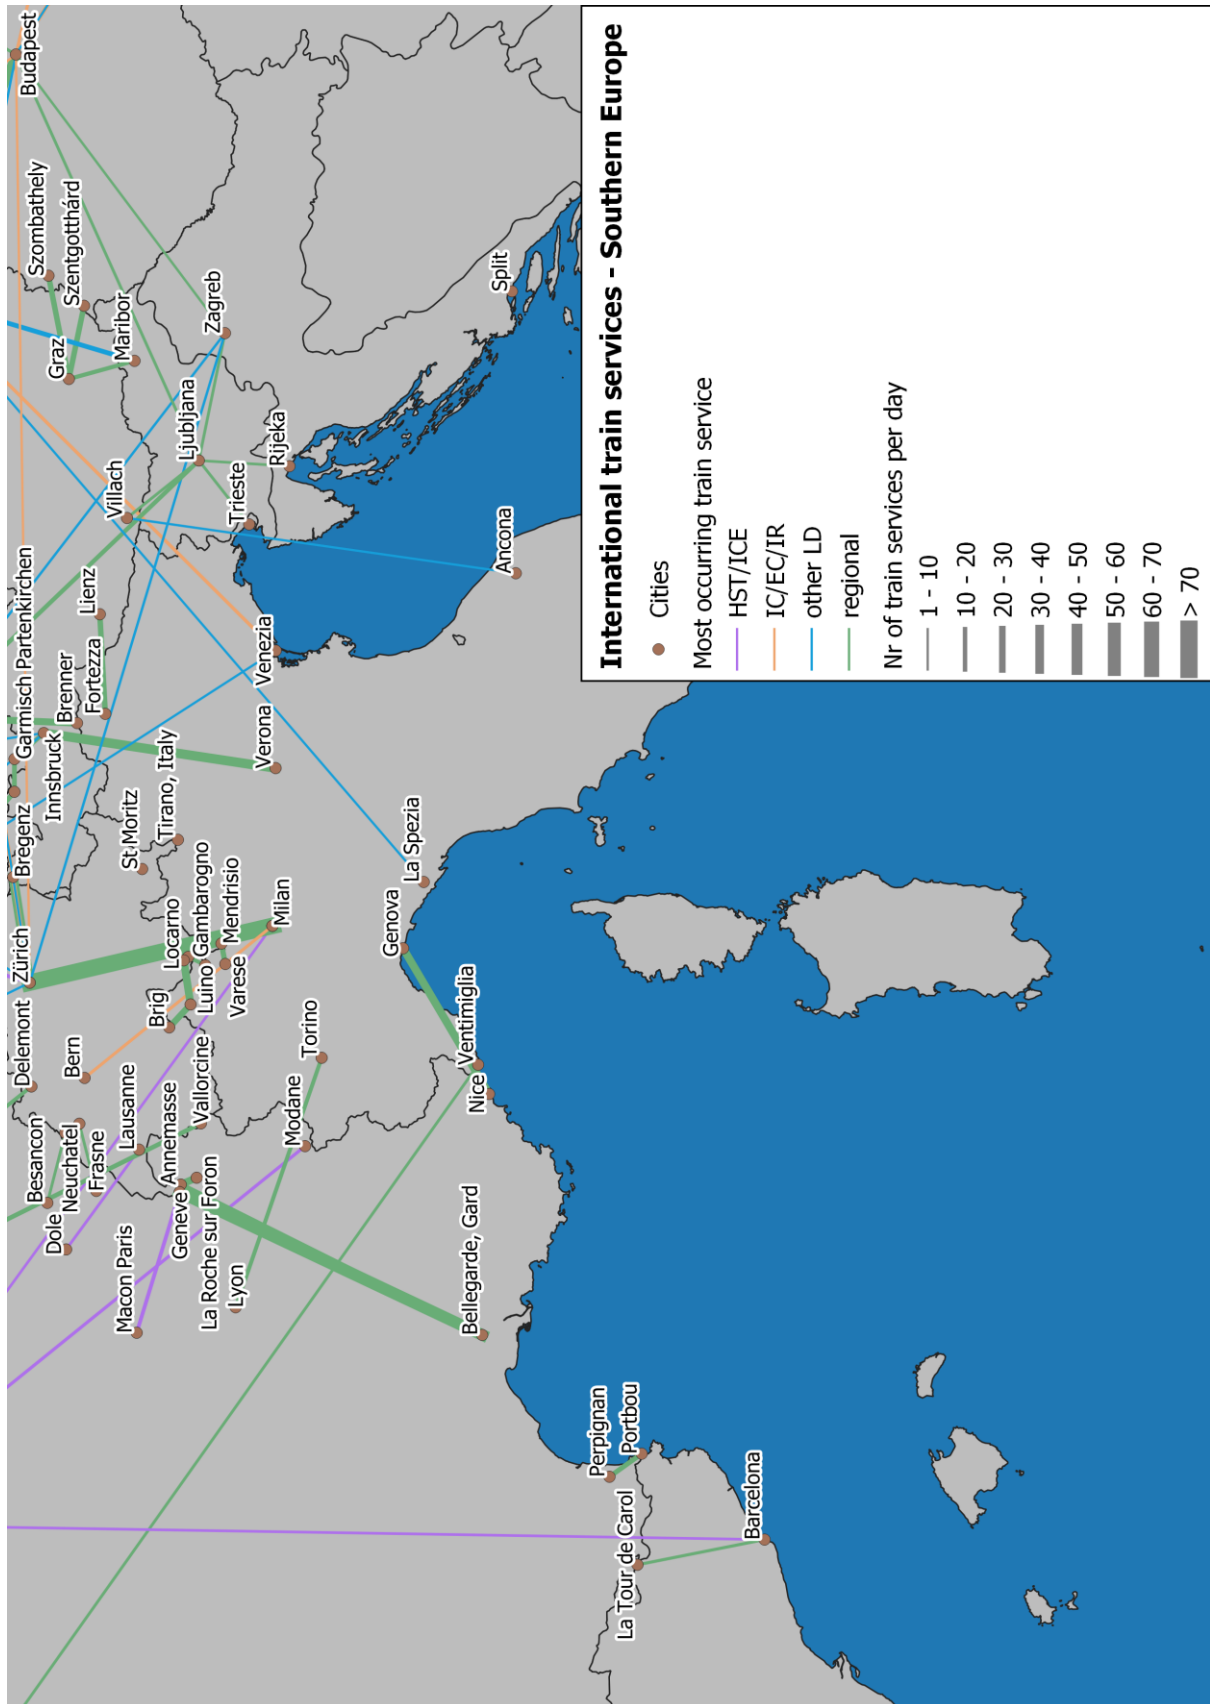 Budapest
Szombathely
Szentgotthárd
Graz
Maribor
Zagreb
Split
Ljubljana
Rijeka
Villach
Trieste
Ancona
Garmisch Partenkirchen
Lienz
Fortezza
Brenner
Innsbruck
Venezia
Verona
Bregenz
Tirano, Italy
St Moritz
La Spezia
Zürich
Locarno
Gambarogno
Mendrisio
Milan
Genova
Delemont
Brig
Luino
Varese
Bern
Torino
Ventimiglia
Lausanne
Vallorcine
Modane
Nice
Besancon
Neuchatel
Frasne
Annemasse
Dole
Geneve
La Roche sur Foron
Macon Paris
Lyon
Bellegarde, Gard
Perpignan
Portbou
La Tour de Carol
Barcelona
International train services - Southern Europe
Cities
Most occurring train service
HST/ICE
IC/EC/IR
other LD
regional
Nr of train services per day
1 - 10
10 - 20
20 - 30
30 - 40
40 - 50
50 - 60
60 - 70
> 70